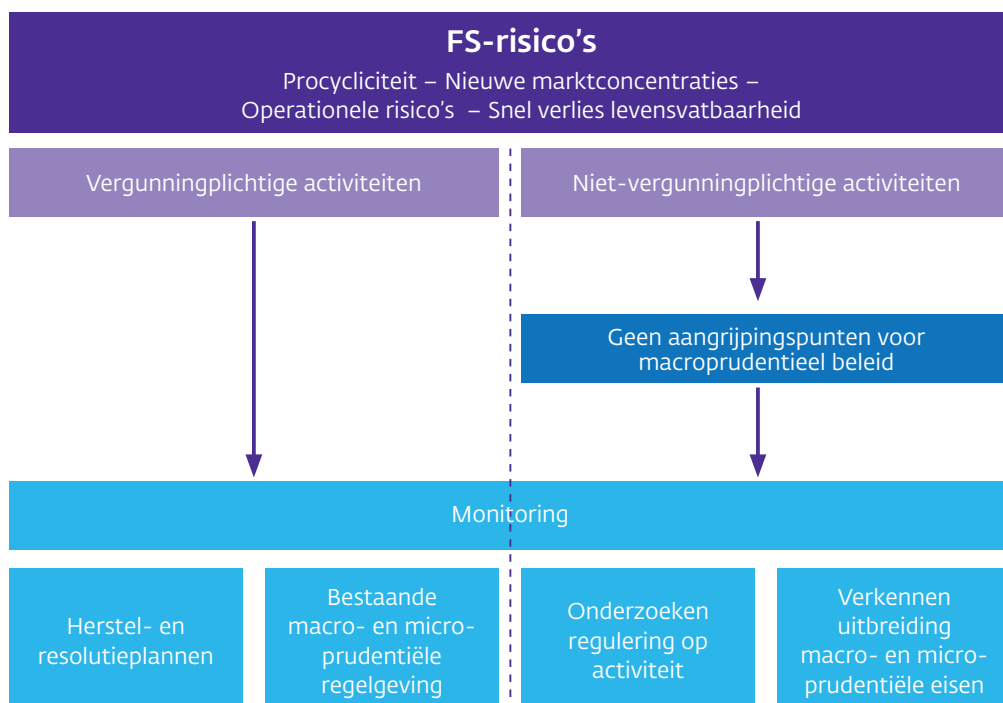 FS-risico's
Procycliciteit – Nieuwe marktconcentraties –
Operationele risico's – Snel verlies levensvatbaarheid
Vergunningplichtige activiteiten
Niet-vergunningplichtige activiteiten
Geen aangrijpingspunten voor
macroprudentieel beleid
Monitoring
Herstel- en
resolutieplannen
Bestaande
macro- en micro-
prudentiële
regelgeving
Onderzoeken
regulering op
activiteit
Verkennen
uitbreiding
macro- en micro-
prudentiële eisen